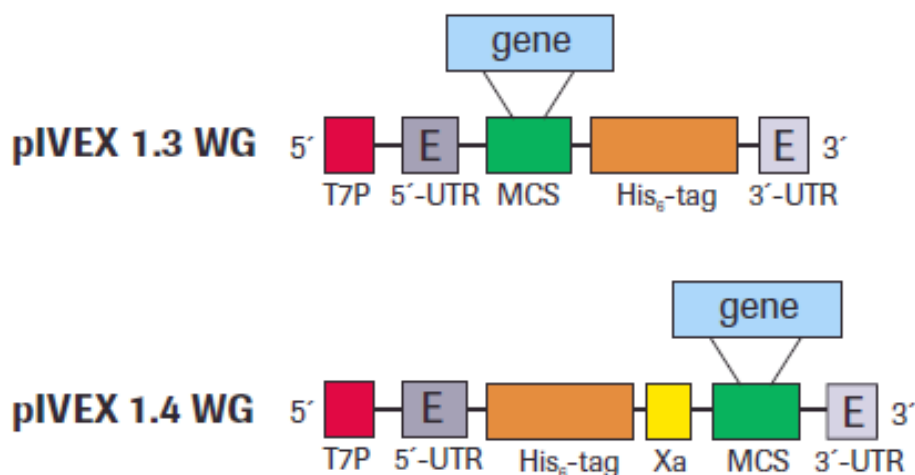 gene
pIVEX 1.3 WG 5´ E E 3´
T7P 5´-UTR MCS His₆-tag 3´-UTR
gene
pIVEX 1.4 WG 5´ E E 3´
T7P 5´-UTR His₆-tag Xa MCS 3´-UTR